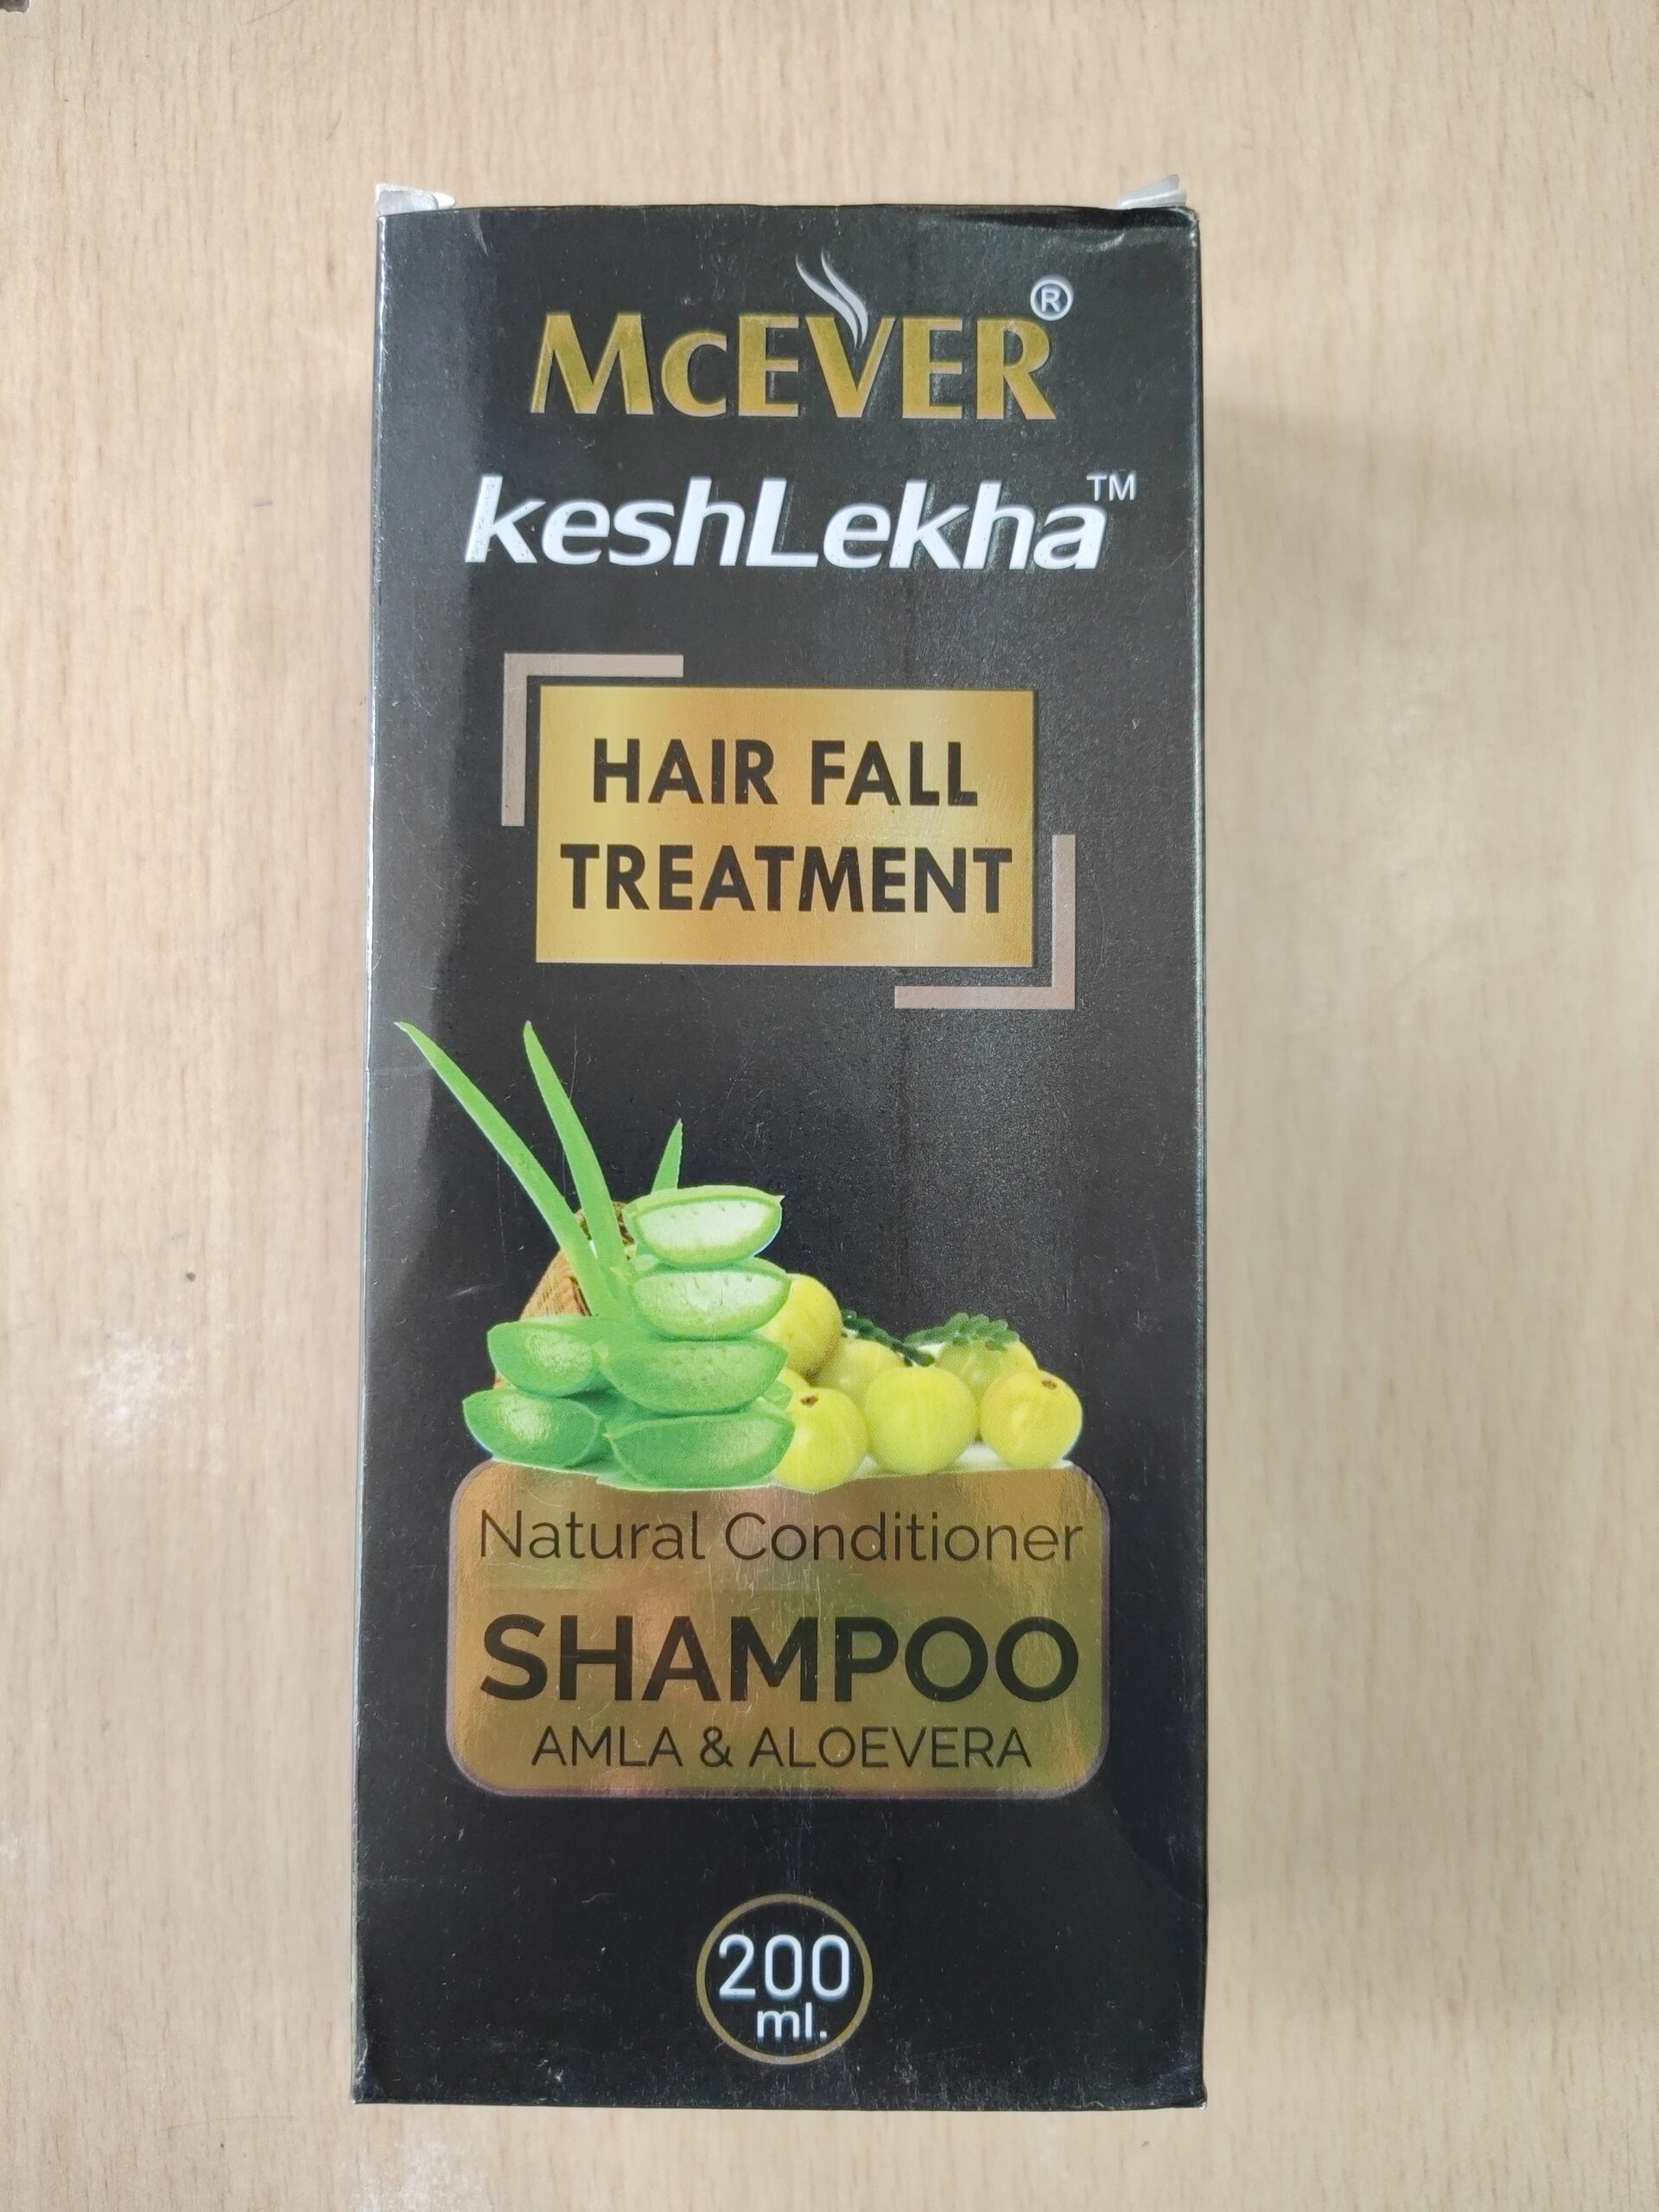 McEVER®
keshLekha™
HAIR FALL
TREATMENT
Natural Conditioner
SHAMPOO
AMLA & ALOEVERA
200
ml.